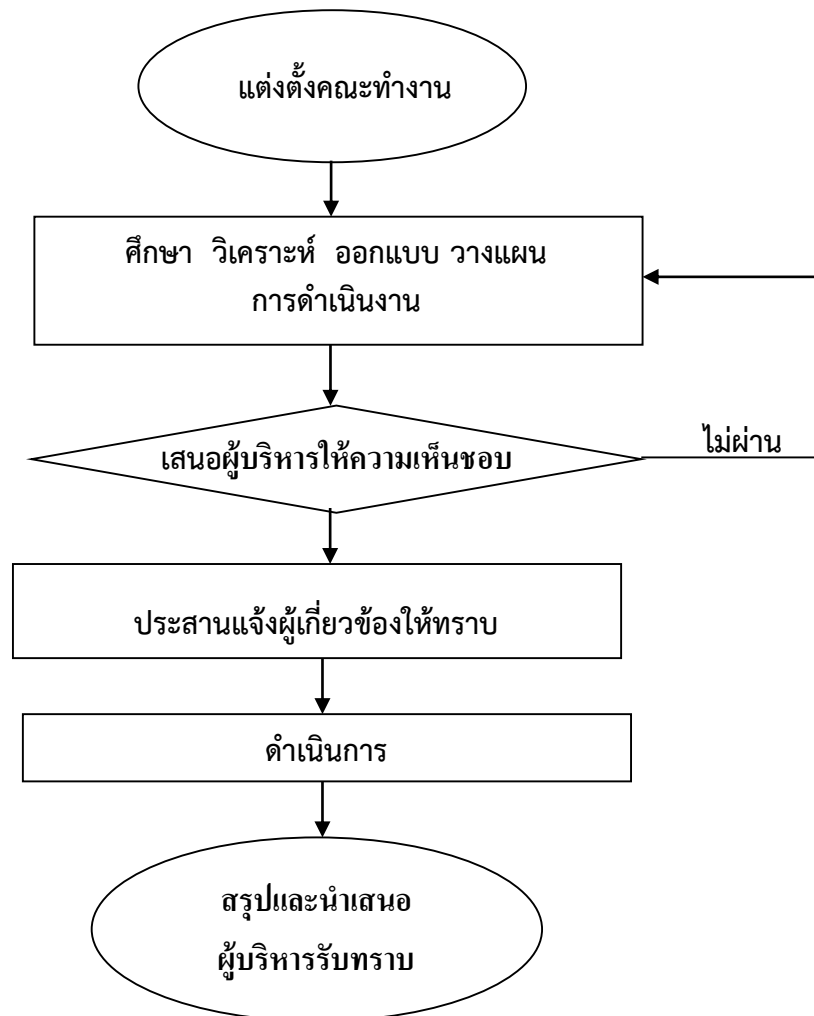 แต่งตั้งคณะทำงาน
ศึกษา วิเคราะห์ ออกแบบ วางแผน
การดำเนินงาน
เสนอผู้บริหารให้ความเห็นชอบ
ไม่ผ่าน
ประสานแจ้งผู้เกี่ยวข้องให้ทราบ
ดำเนินการ
สรุปและนำเสนอ
ผู้บริหารรับทราบ